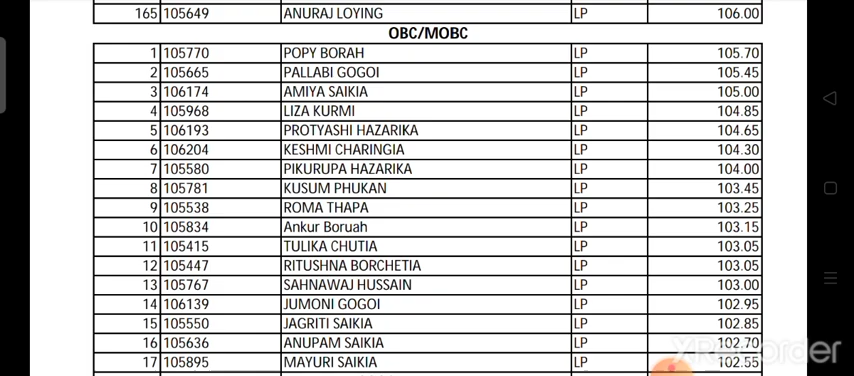 165 105649 ANURAJ LOYING LP 106.00
OBC/MOBC
1 105770 POPY BORAH LP 105.70
2 105665 PALLABI GOGOI LP 105.45
3 106174 AMIYA SAIKIA LP 105.00
4 105968 LIZA KURMI LP 104.85
5 106193 PROTYASHI HAZARIKA LP 104.65
6 106204 KESHMI CHARINGIA LP 104.30
7 105580 PIKURUPA HAZARIKA LP 104.00
8 105781 KUSUM PHUKAN LP 103.45
9 105538 ROMA THAPA LP 103.25
10 105834 Ankur Boruah LP 103.15
11 105415 TULIKA CHUTIA LP 103.05
12 105447 RITUSHNA BORCHETIA LP 103.05
13 105767 SAHNAWAJ HUSSAIN LP 103.00
14 106139 JUMONI GOGOI LP 102.95
15 105550 JAGRITI SAIKIA LP 102.85
16 105636 ANUPAM SAIKIA LP 102.70
XRecorder
17 105895 MAYURI SAIKIA LP 102.55